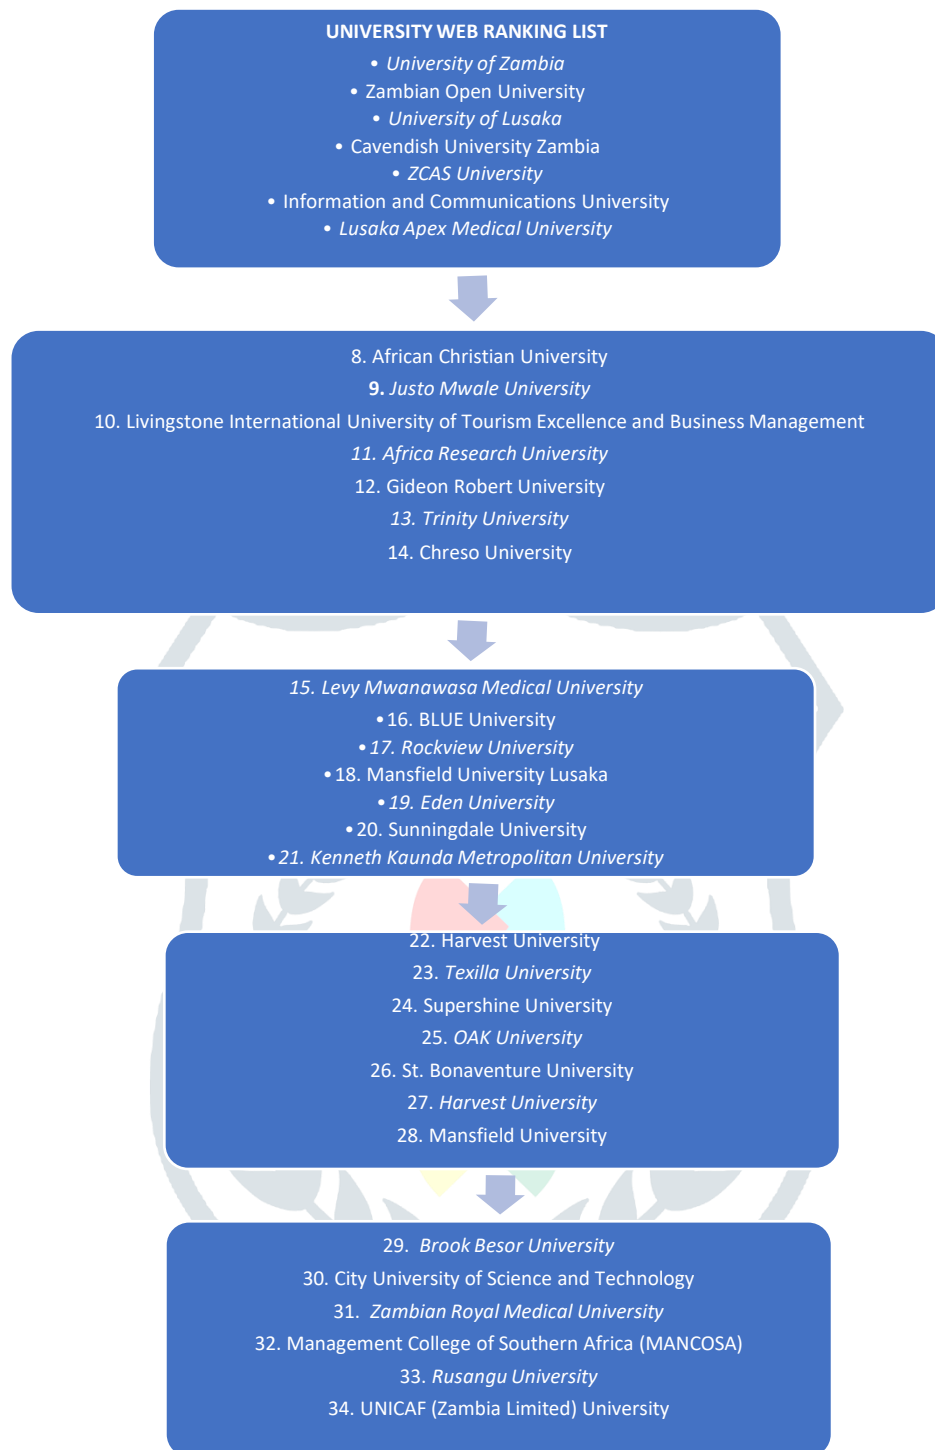 UNIVERSITY WEB RANKING LIST
• University of Zambia
• Zambian Open University
• University of Lusaka
• Cavendish University Zambia
• ZCAS University
• Information and Communications University
• Lusaka Apex Medical University
8. African Christian University
9. Justo Mwale University
10. Livingstone International University of Tourism Excellence and Business Management
11. Africa Research University
12. Gideon Robert University
13. Trinity University
14. Chreso University
15. Levy Mwanawasa Medical University
•16. BLUE University
•17. Rockview University
•18. Mansfield University Lusaka
•19. Eden University
•20. Sunningdale University
•21. Kenneth Kaunda Metropolitan University
22. Harvest University
23. Texilla University
24. Supershine University
25. OAK University
26. St. Bonaventure University
27. Harvest University
28. Mansfield University
29. Brook Besor University
30. City University of Science and Technology
31. Zambian Royal Medical University
32. Management College of Southern Africa (MANCOSA)
33. Rusangu University
34. UNICAF (Zambia Limited) University